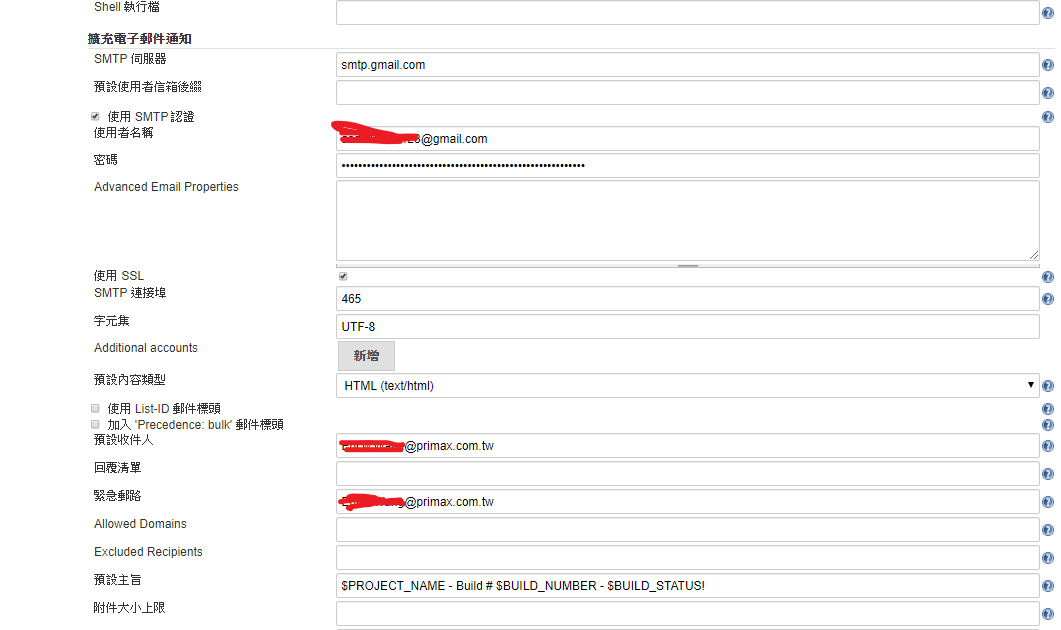 Shell 執行檔
擴充電子郵件通知
SMTP 伺服器 smtp.gmail.com
預設使用者信箱後綴
使用 SMTP 認證
使用者名稱 @gmail.com
密碼
Advanced Email Properties
使用 SSL
SMTP 連接埠 465
字元集 UTF-8
Additional accounts 新增
預設內容類型 HTML (text/html)
使用 List-ID 郵件標頭
加入 'Precedence: bulk' 郵件標頭
預設收件人 @primax.com.tw
回覆清單
緊急郵路 @primax.com.tw
Allowed Domains
Excluded Recipients
預設主旨 $PROJECT_NAME - Build # $BUILD_NUMBER - $BUILD_STATUS!
附件大小上限